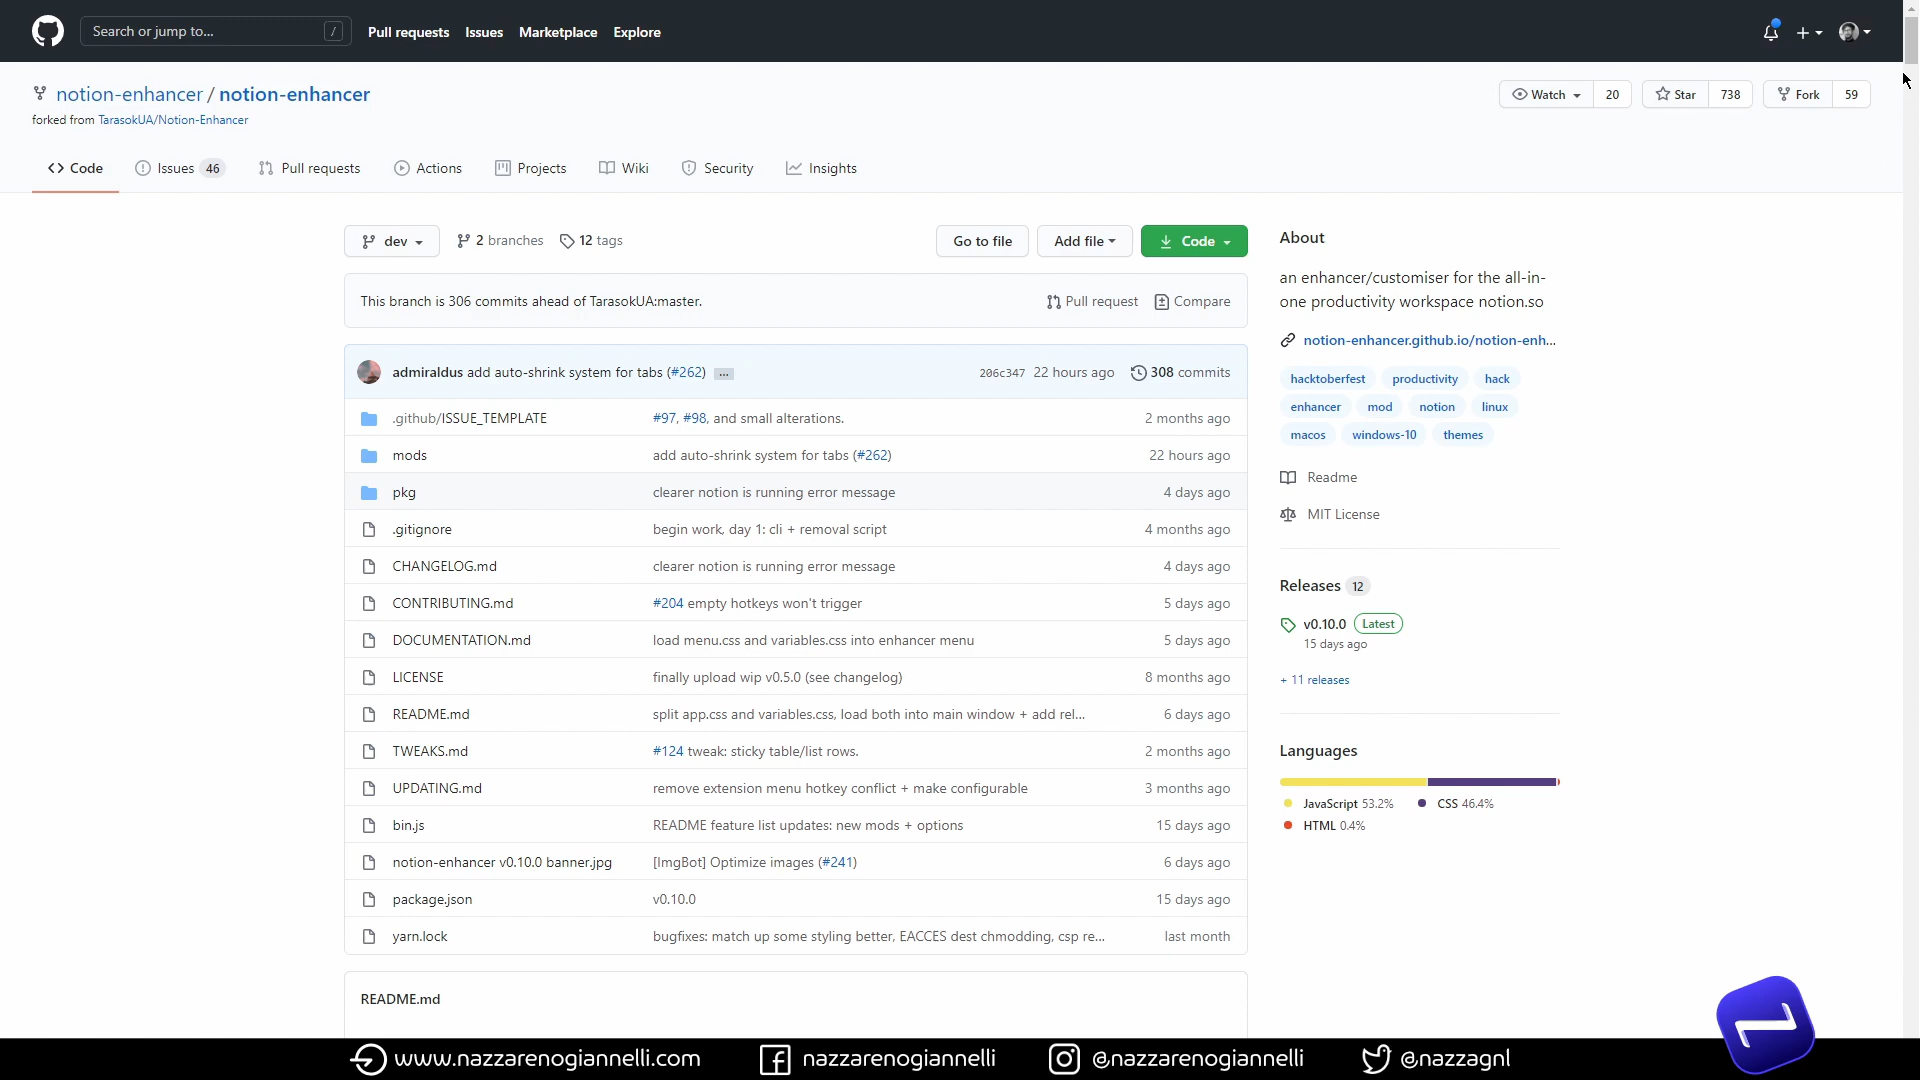 Search or jump to... /
Pull requests Issues Marketplace Explore
notion-enhancer / notion-enhancer
Watch 20 Star 738 Fork 59
forked from TarasokUA/Notion-Enhancer
Code Issues 46 Pull requests Actions Projects Wiki Security Insights
dev 2 branches 12 tags Go to file Add file Code
This branch is 306 commits ahead of TarasokUA:master. Pull request Compare
admiraldus add auto-shrink system for tabs (#262) ... 206c347 22 hours ago 308 commits
.github/ISSUE_TEMPLATE #97, #98, and small alterations. 2 months ago
mods add auto-shrink system for tabs (#262) 22 hours ago
pkg clearer notion is running error message 4 days ago
.gitignore begin work, day 1: cli + removal script 4 months ago
CHANGELOG.md clearer notion is running error message 4 days ago
CONTRIBUTING.md #204 empty hotkeys won't trigger 5 days ago
DOCUMENTATION.md load menu.css and variables.css into enhancer menu 5 days ago
LICENSE finally upload wip v0.5.0 (see changelog) 8 months ago
README.md split app.css and variables.css, load both into main window + add rel... 6 days ago
TWEAKS.md #124 tweak: sticky table/list rows. 2 months ago
UPDATING.md remove extension menu hotkey conflict + make configurable 3 months ago
bin.js README feature list updates: new mods + options 15 days ago
notion-enhancer v0.10.0 banner.jpg [ImgBot] Optimize images (#241) 6 days ago
package.json v0.10.0 15 days ago
yarn.lock bugfixes: match up some styling better, EACCES dest chmodding, csp re... last month
README.md
About
an enhancer/customiser for the all-in-
one productivity workspace notion.so
notion-enhancer.github.io/notion-enh...
hacktoberfest productivity hack
enhancer mod notion linux
macos windows-10 themes
Readme
MIT License
Releases 12
v0.10.0 Latest
15 days ago
+ 11 releases
Languages
JavaScript 53.2% CSS 46.4%
HTML 0.4%
www.nazzarenogiannelli.com nazzarenogiannelli @nazzarenogiannelli @nazzagnl